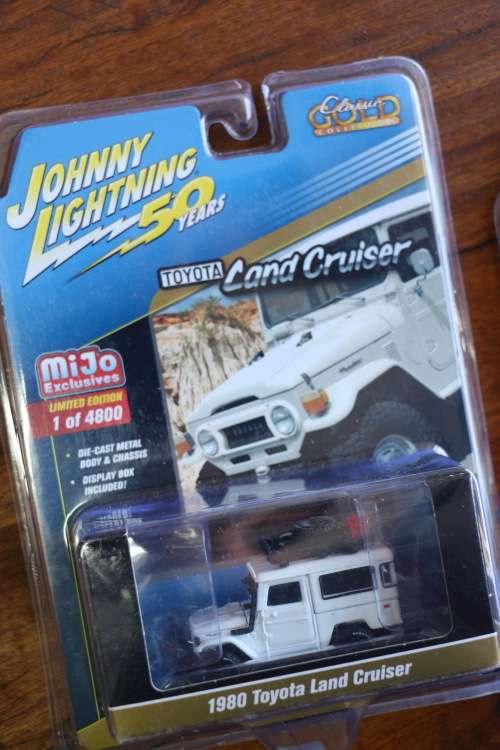 Classic
GOLD
COLLECTION
JOHNNY
LIGHTNING
50
YEARS
TOYOTA Land Cruiser
MiJo
Exclusives
LIMITED EDITION
1 of 4800
• DIE-CAST METAL
BODY & CHASSIS
• DISPLAY BOX
INCLUDED!
TOYOTA
1980 Toyota Land Cruiser